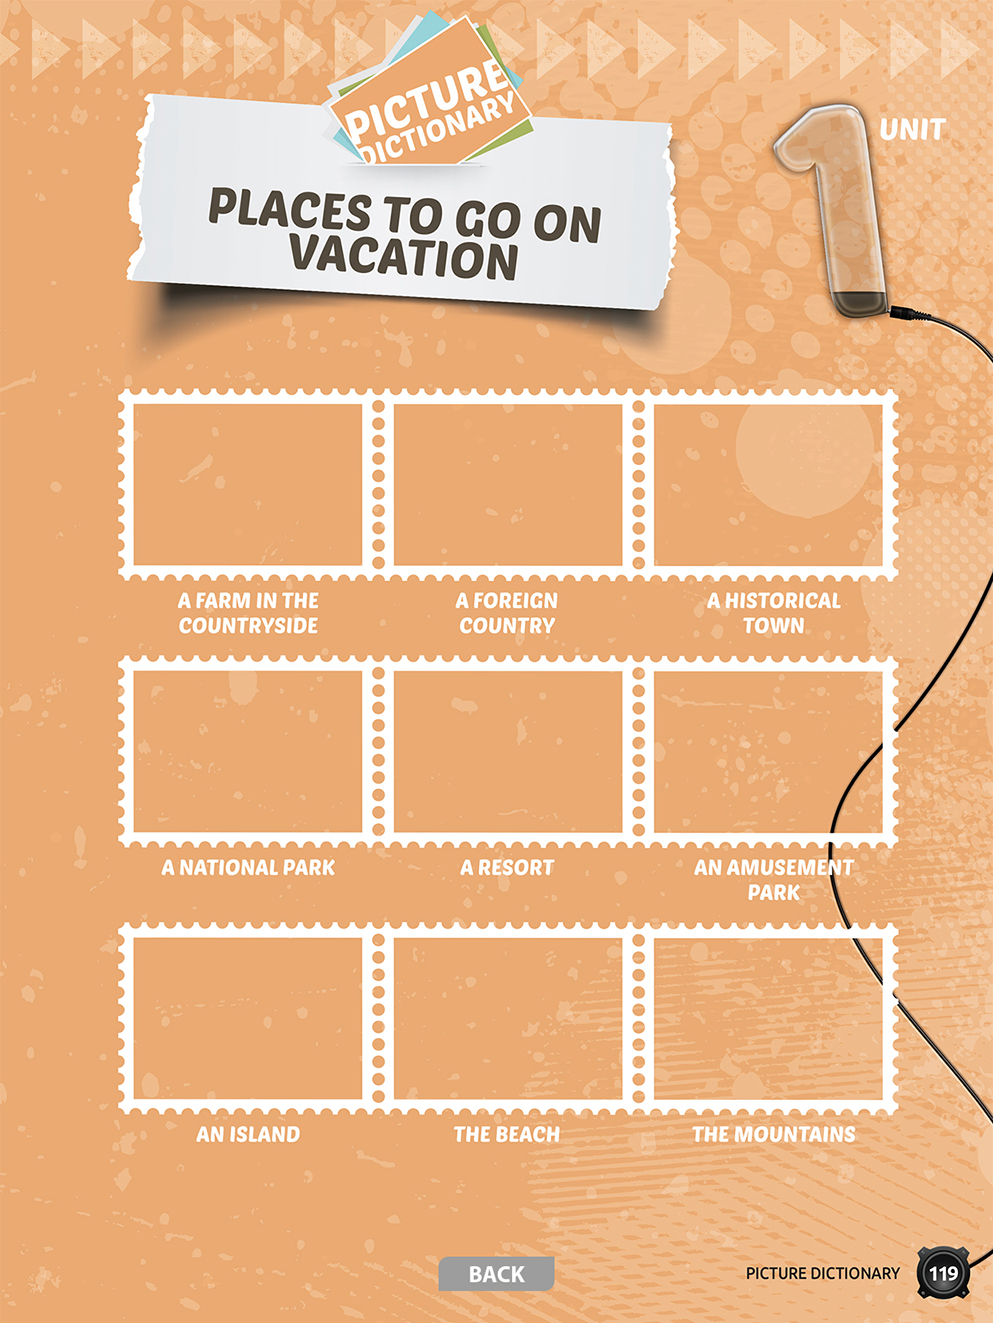 PICTURE
DICTIONARY
UNIT
1
PLACES TO GO ON
VACATION
A FARM IN THE
COUNTRYSIDE
A FOREIGN
COUNTRY
A HISTORICAL
TOWN
A NATIONAL PARK
A RESORT
AN AMUSEMENT
PARK
AN ISLAND
THE BEACH
THE MOUNTAINS
BACK
PICTURE DICTIONARY
119